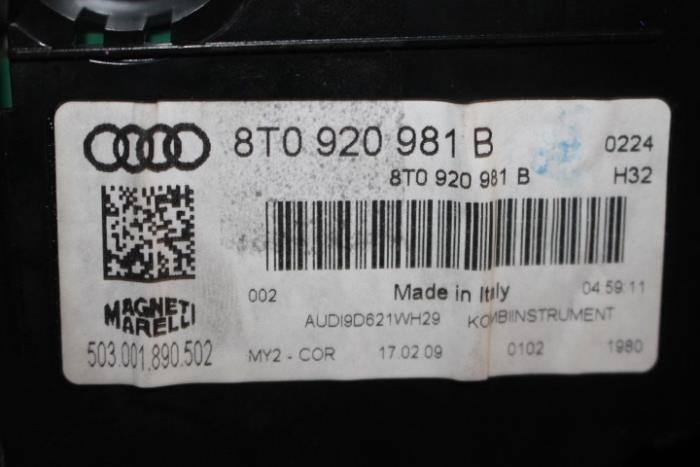 8T0 920 981 B 0224
8T0 920 981 B H32
002 Made in Italy 04:59:11
MAGNETI
MARELLI
AUDI9D621WH29 KOMBIINSTRUMENT
503.001.890.502 MY2 - COR 17.02.09 0102 1980